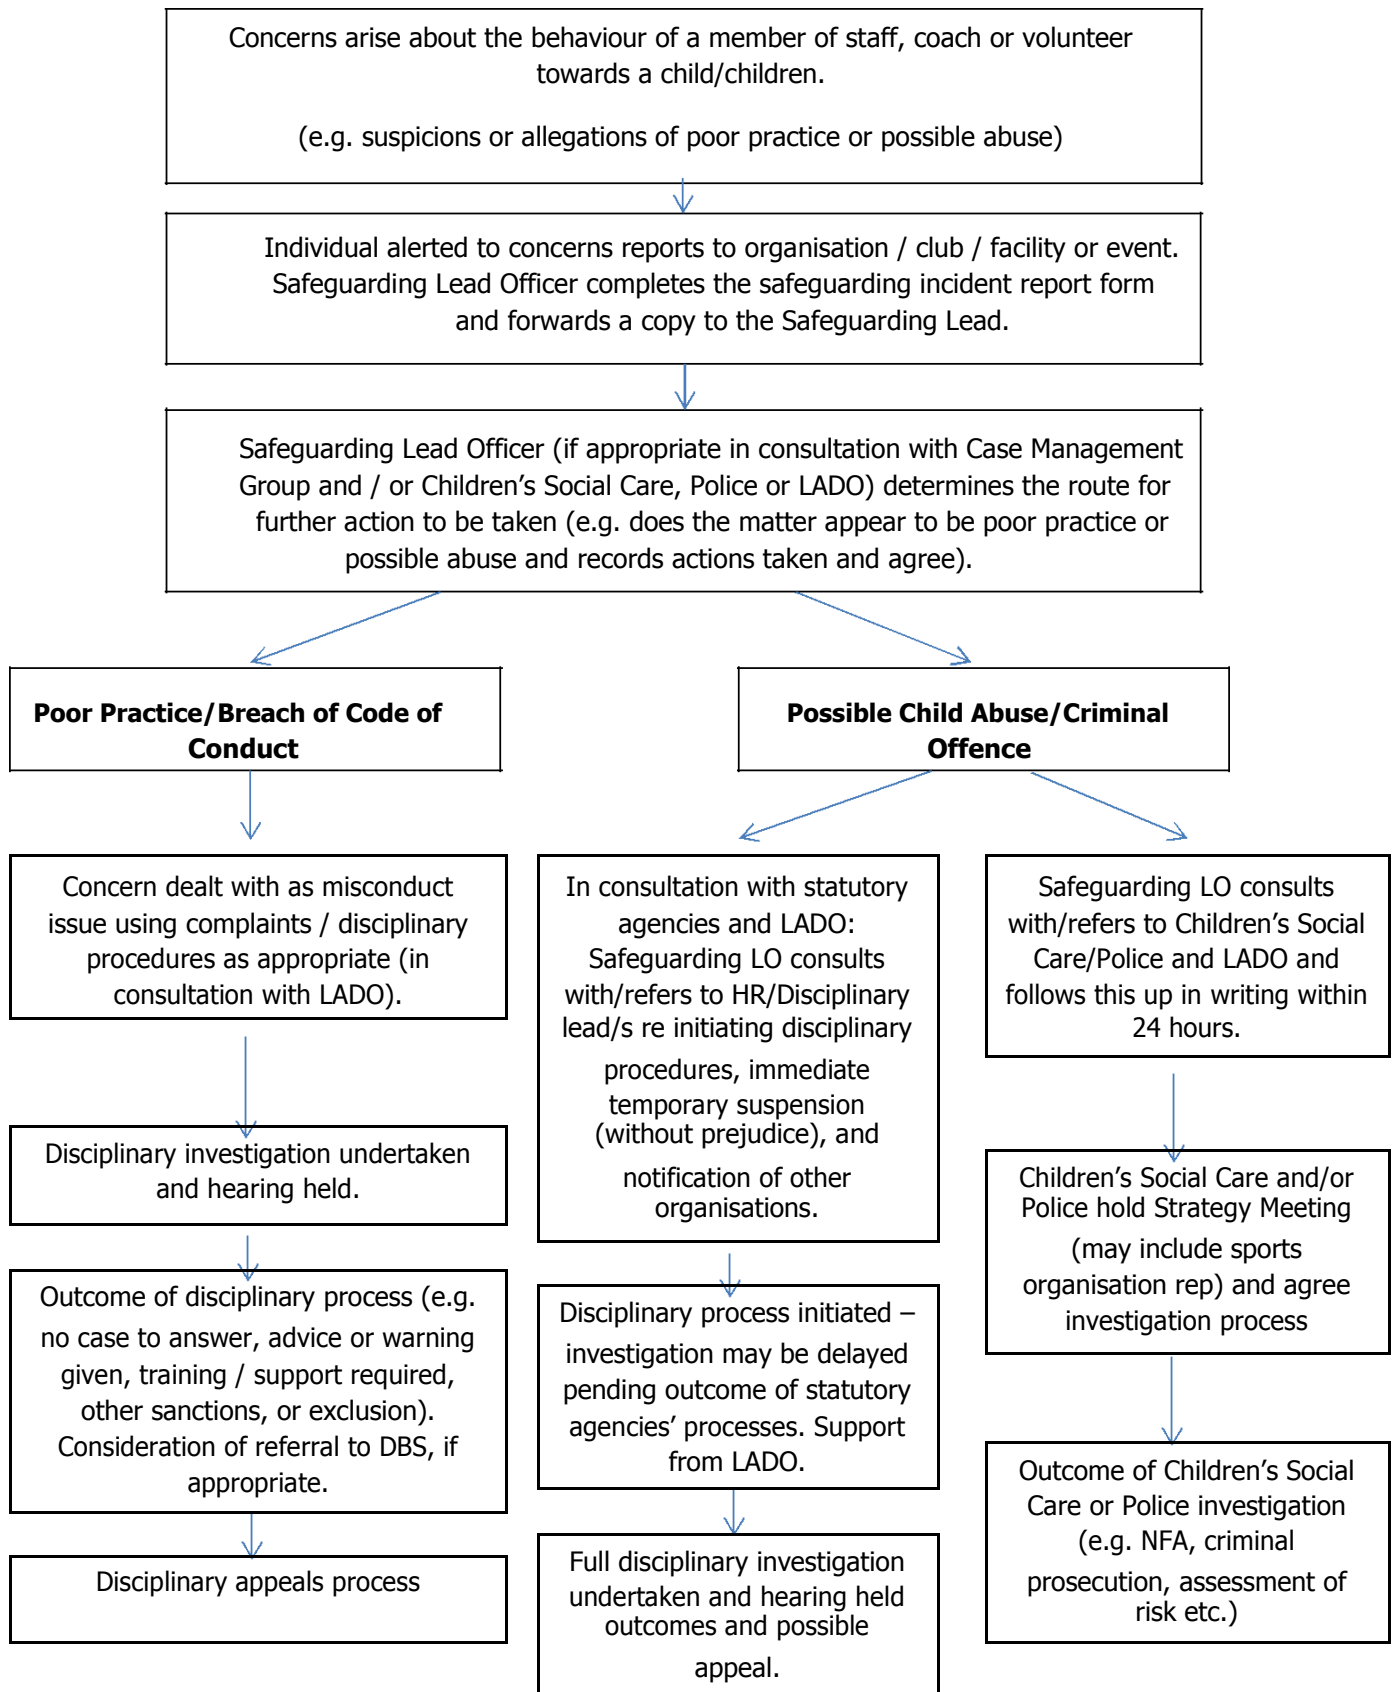 Concerns arise about the behaviour of a member of staff, coach or volunteer
towards a child/children.
(e.g. suspicions or allegations of poor practice or possible abuse)
Individual alerted to concerns reports to organisation / club / facility or event.
Safeguarding Lead Officer completes the safeguarding incident report form
and forwards a copy to the Safeguarding Lead.
Safeguarding Lead Officer (if appropriate in consultation with Case Management
Group and / or Children’s Social Care, Police or LADO) determines the route for
further action to be taken (e.g. does the matter appear to be poor practice or
possible abuse and records actions taken and agree).
Poor Practice/Breach of Code of
Conduct
Possible Child Abuse/Criminal
Offence
Concern dealt with as misconduct
issue using complaints / disciplinary
procedures as appropriate (in
consultation with LADO).
Disciplinary investigation undertaken
and hearing held.
Outcome of disciplinary process (e.g.
no case to answer, advice or warning
given, training / support required,
other sanctions, or exclusion).
Consideration of referral to DBS, if
appropriate.
Disciplinary appeals process
In consultation with statutory
agencies and LADO:
Safeguarding LO consults
with/refers to HR/Disciplinary
lead/s re initiating disciplinary
procedures, immediate
temporary suspension
(without prejudice), and
notification of other
organisations.
Disciplinary process initiated –
investigation may be delayed
pending outcome of statutory
agencies’ processes. Support
from LADO.
Full disciplinary investigation
undertaken and hearing held
outcomes and possible
appeal.
Safeguarding LO consults
with/refers to Children’s Social
Care/Police and LADO and
follows this up in writing within
24 hours.
Children’s Social Care and/or
Police hold Strategy Meeting
(may include sports
organisation rep) and agree
investigation process
Outcome of Children’s Social
Care or Police investigation
(e.g. NFA, criminal
prosecution, assessment of
risk etc.)